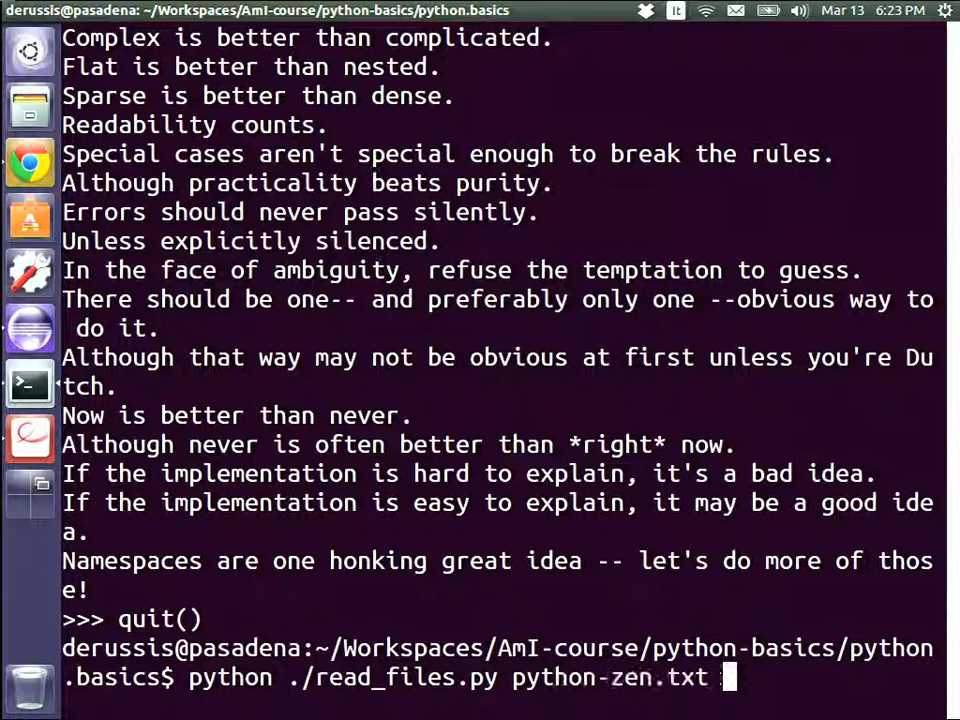 derussis@pasadena: ~/Workspaces/AmI-course/python-basics/python.basics
It
Mar 13
6:23 PM
Complex is better than complicated.
Flat is better than nested.
Sparse is better than dense.
Readability counts.
Special cases aren't special enough to break the rules.
Although practicality beats purity.
Errors should never pass silently.
Unless explicitly silenced.
In the face of ambiguity, refuse the temptation to guess.
There should be one-- and preferably only one --obvious way to
do it.
Although that way may not be obvious at first unless you're Du
tch.
Now is better than never.
Although never is often better than *right* now.
If the implementation is hard to explain, it's a bad idea.
If the implementation is easy to explain, it may be a good ide
a.
Namespaces are one honking great idea -- let's do more of thos
e!
>>> quit()
derussis@pasadena:~/Workspaces/AmI-course/python-basics/python
.basics$ python ./read_files.py python-zen.txt